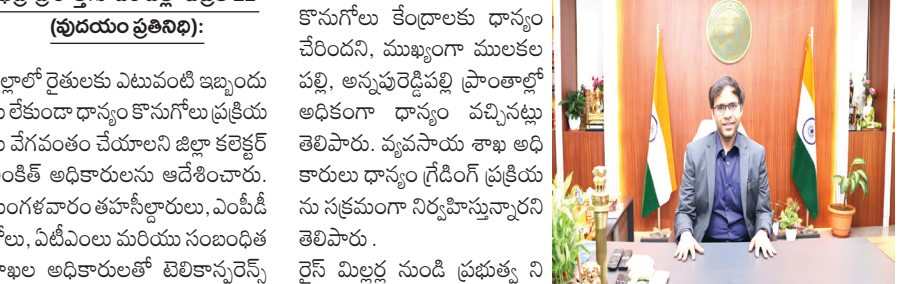 (వుదయం ప్రతినిధి):
ల్లాలో రైతులకు ఎటువంటి ఇబ్బందు
లేకుండా ధాన్యం కొనుగోలు ప్రక్రియ
వేగవంతం చేయాలని జిల్లా కలెక్టర్
అంకిత్ అధికారులను ఆదేశించారు.
మంగళవారం తహసీల్దారులు, ఎంపీడీ
ఓలు, ఏటీఎంలు మరియు సంబంధిత
శాఖల అధికారులతో టెలికాన్ఫరెన్స్
కొనుగోలు కేంద్రాలకు ధాన్యం
చేరిందని, ముఖ్యంగా ములకల
పల్లి, అన్నపురెడ్డిపల్లి ప్రాంతాల్లో
అధికంగా ధాన్యం వచ్చినట్లు
తెలిపారు. వ్యవసాయ శాఖ అధి
కారులు ధాన్యం గ్రేడింగ్ ప్రక్రియ
ను సక్రమంగా నిర్వహిస్తున్నారని
తెలిపారు .
రైస్ మిల్లర్ల నుండి ప్రభుత్వ ని